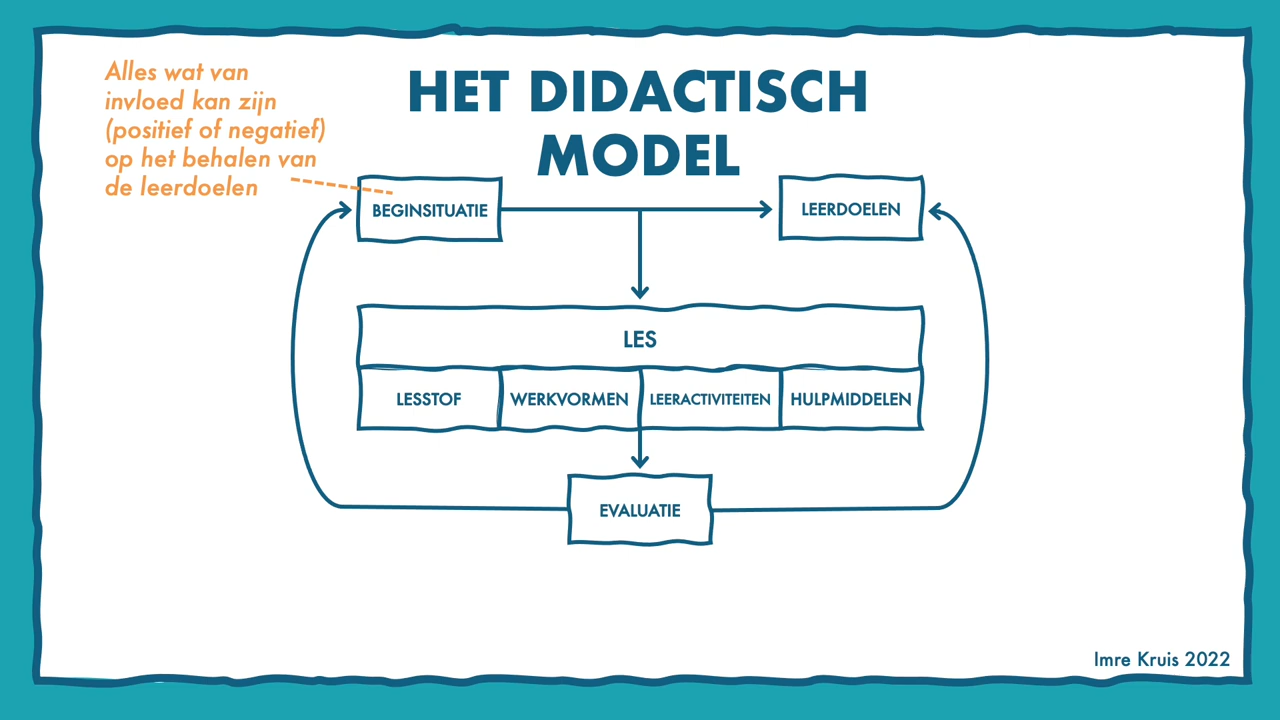 Alles wat van
invloed kan zijn
(positief of negatief)
op het behalen van
de leerdoelen
HET DIDACTISCH
MODEL
BEGINSITUATIE
LEERDOELEN
LES
LESSTOF
WERKVORMEN
LEERACTIVITEITEN
HULPMIDDELEN
EVALUATIE
Imre Kruis 2022